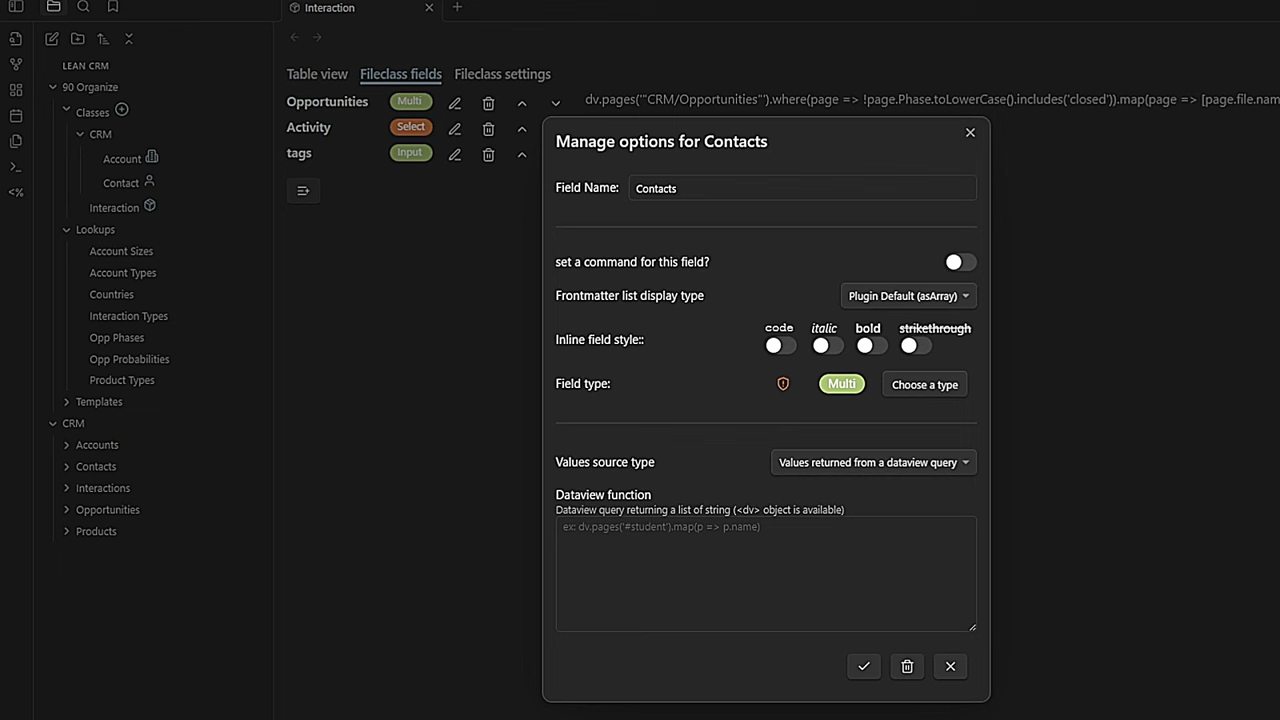 Interaction
LEAN CRM
90 Organize
Classes
CRM
Account
Contact
Interaction
Lookups
Account Sizes
Account Types
Countries
Interaction Types
Opp Phases
Opp Probabilities
Product Types
Templates
CRM
Accounts
Contacts
Interactions
Opportunities
Products
Table view Fileclass fields Fileclass settings
Opportunities Multi dv.pages('"CRM/Opportunities"').where(page => !page.Phase.toLowerCase().includes('closed')).map(page => [page.file.nam
Activity Select
tags Input
Manage options for Contacts
Field Name: Contacts
set a command for this field?
Frontmatter list display type Plugin Default (asArray)
Inline field style:: code italic bold strikethrough
Field type: Multi Choose a type
Values source type Values returned from a dataview query
Dataview function
Dataview query returning a list of string (<dv> object is available)
ex: dv.pages('#student').map(p => p.name)